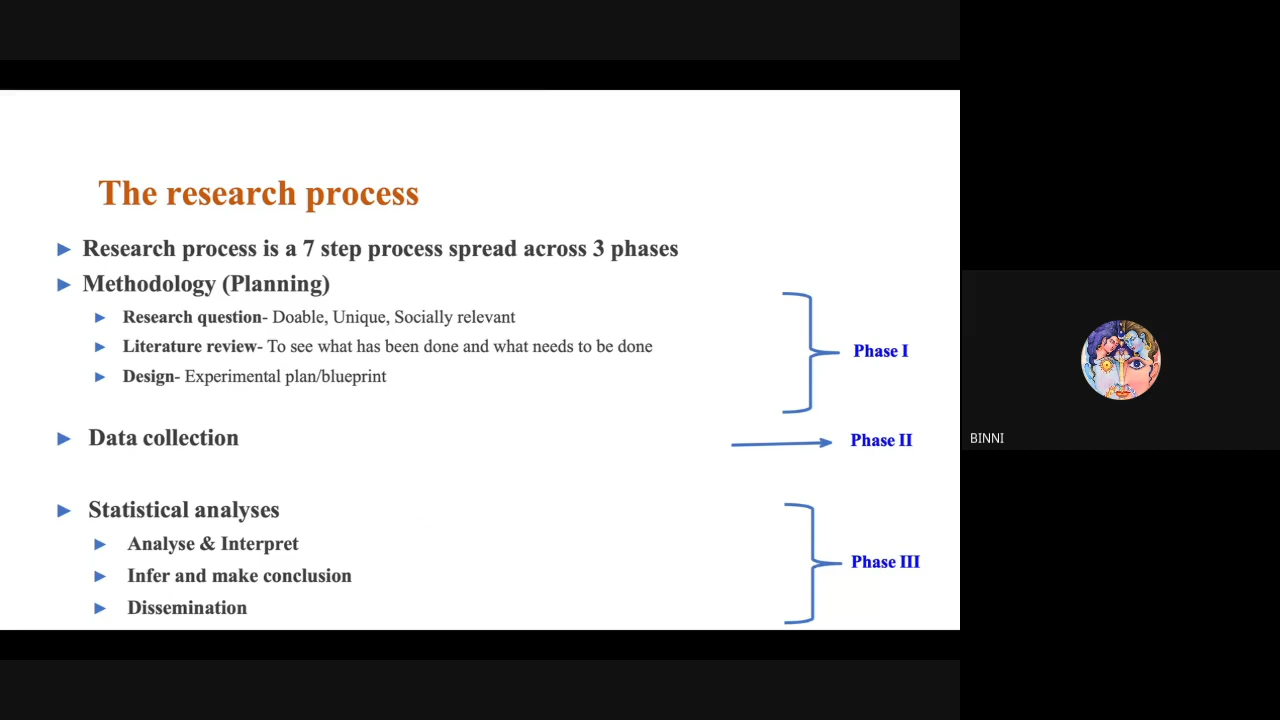 The research process
Research process is a 7 step process spread across 3 phases
Methodology (Planning)
Research question- Doable, Unique, Socially relevant
Literature review- To see what has been done and what needs to be done
Design- Experimental plan/blueprint
Phase I
Data collection
Phase II
Statistical analyses
Analyse & Interpret
Infer and make conclusion
Dissemination
Phase III
BINNI